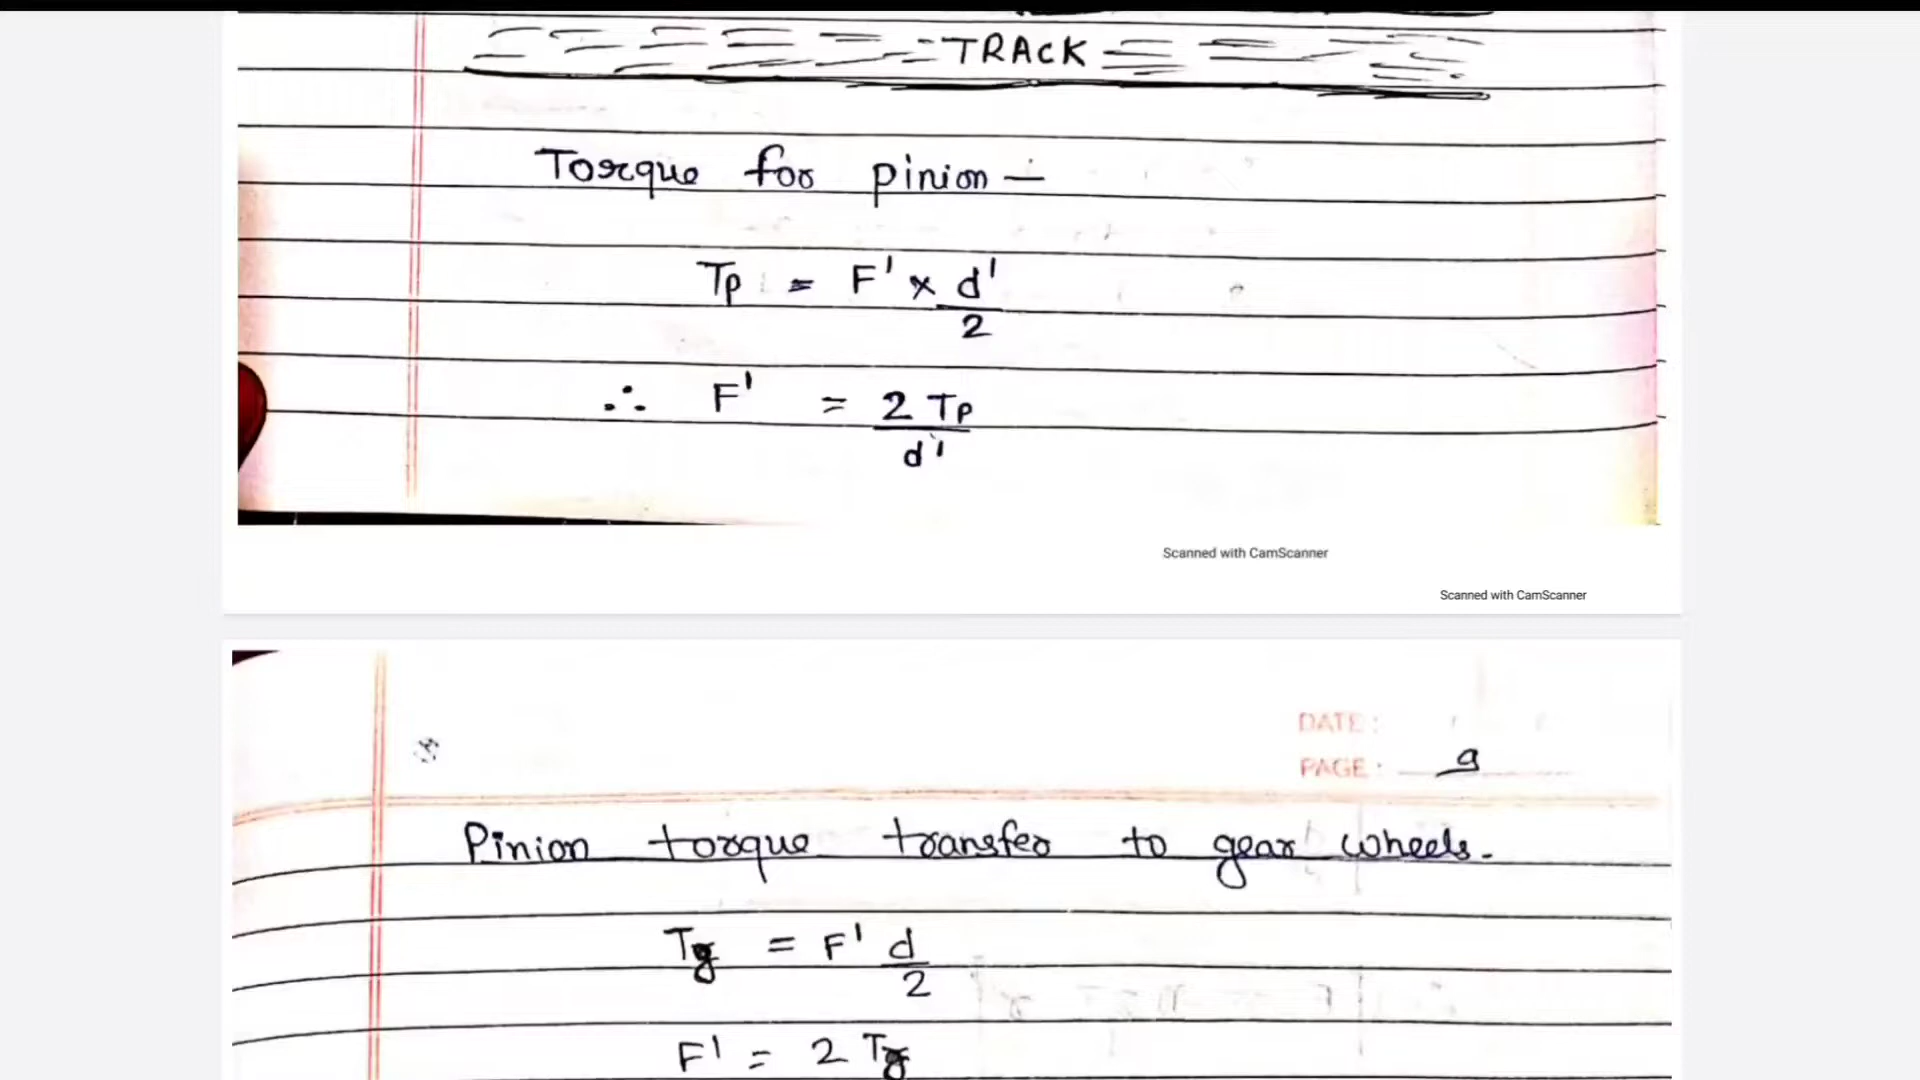 TRACK
Torque for pinion —
Tp = F' × d'/2
∴ F' = 2 Tp/d'
Scanned with CamScanner
Scanned with CamScanner
DATE:
PAGE: 9
Pinion torque transfer to gear wheels.
Tg = F' d/2
F' = 2 Tg